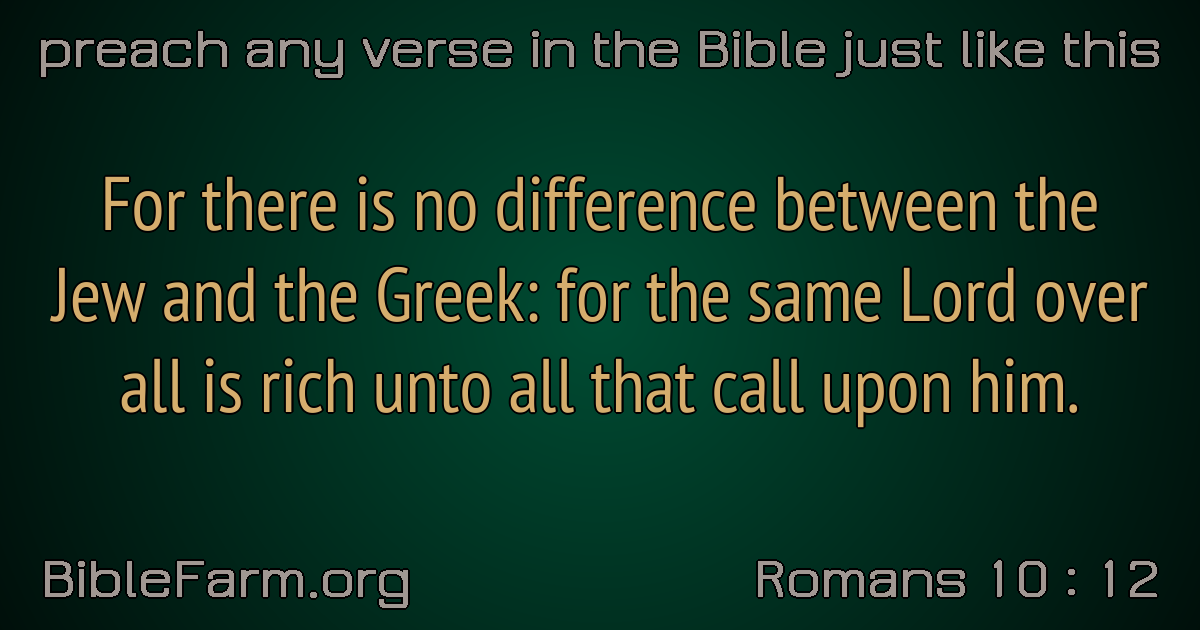 preach any verse in the Bible just like this
For there is no difference between the
Jew and the Greek: for the same Lord over
all is rich unto all that call upon him.
BibleFarm.org
Romans 10 : 12